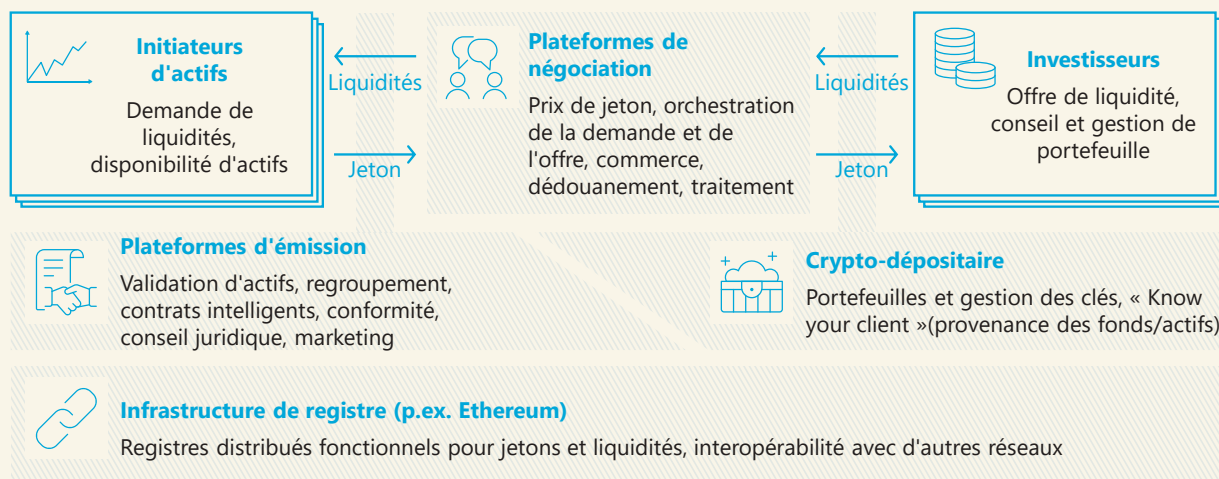 Initiateurs
d'actifs
Demande de
liquidités,
disponibilité d'actifs
Liquidités
Jeton
Plateformes de
négociation
Prix de jeton, orchestration
de la demande et de
l'offre, commerce,
dédouanement, traitement
Liquidités
Jeton
Investisseurs
Offre de liquidité,
conseil et gestion de
portefeuille
Plateformes d'émission
Validation d'actifs, regroupement,
contrats intelligents, conformité,
conseil juridique, marketing
Crypto-dépositaire
Portefeuilles et gestion des clés, « Know
your client »(provenance des fonds/actifs)
Infrastructure de registre (p.ex. Ethereum)
Registres distribués fonctionnels pour jetons et liquidités, interopérabilité avec d'autres réseaux